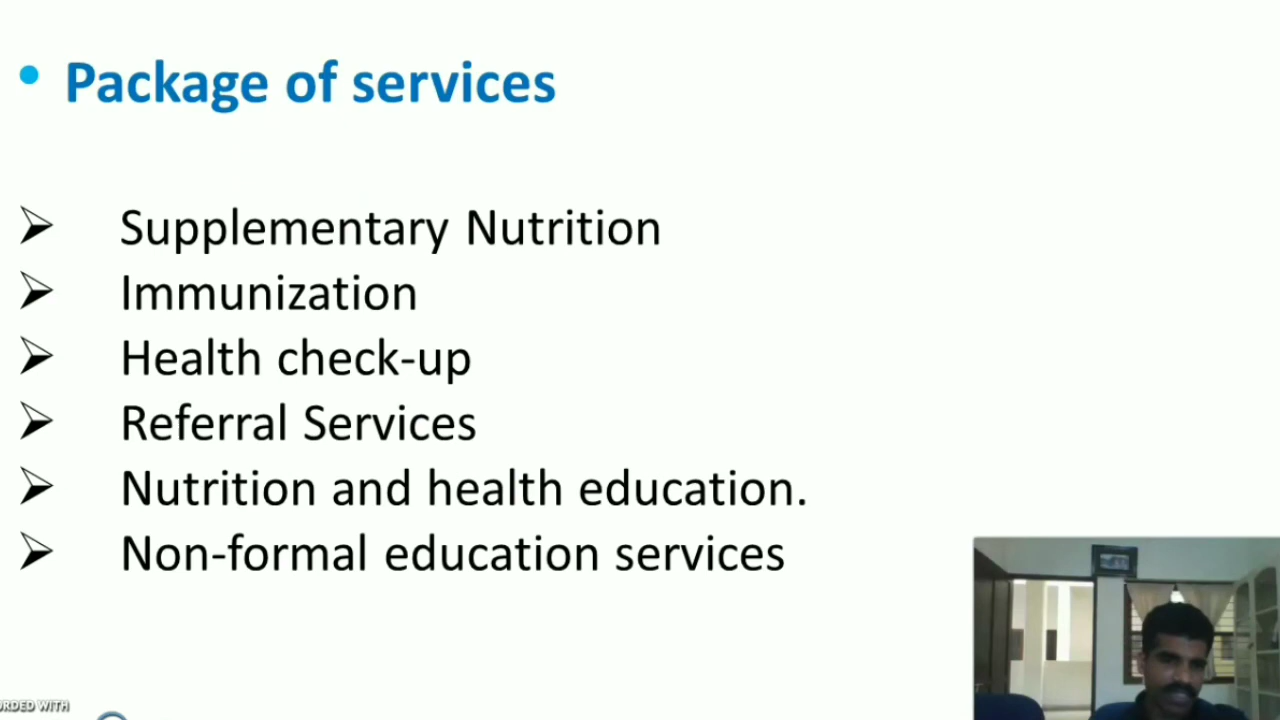 Package of services
Supplementary Nutrition
Immunization
Health check-up
Referral Services
Nutrition and health education.
Non-formal education services
WITH